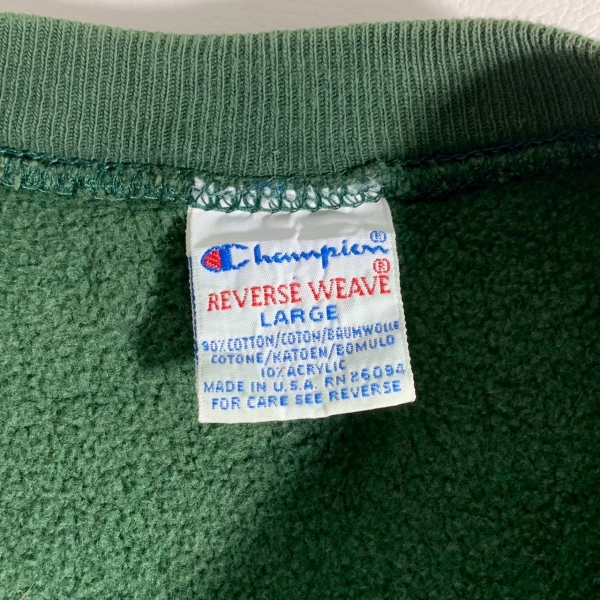 Champion®
REVERSE WEAVE®
LARGE
90%COTTON/COTON/BAUMWOLLE
COTONE/KATOEN/BOMULD
10%ACRYLIC
MADE IN U.S.A. RN 26094
FOR CARE SEE REVERSE